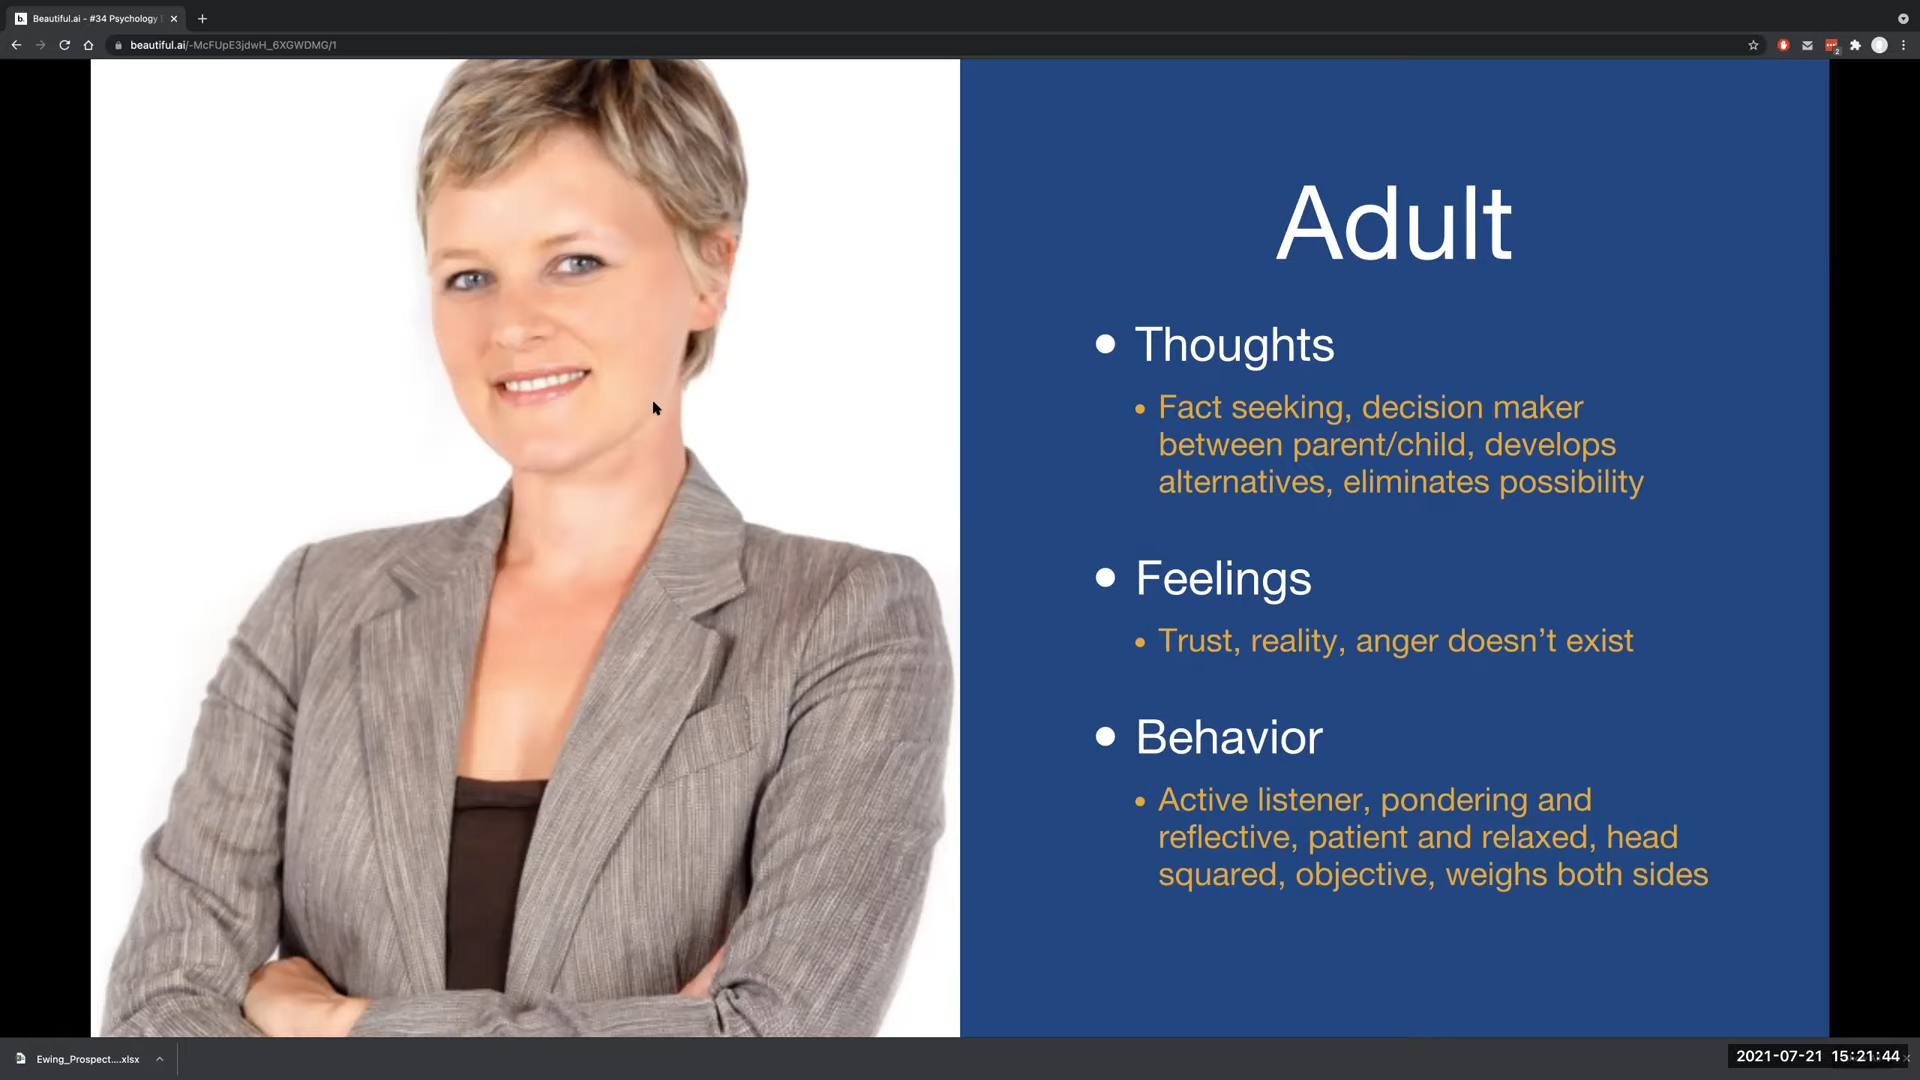 Beautiful.ai - #34 Psychology
beautiful.ai/-McFUpE3jdwH_6XGWDMG/1
2
Adult
Thoughts
Fact seeking, decision maker
between parent/child, develops
alternatives, eliminates possibility
Feelings
Trust, reality, anger doesn’t exist
Behavior
Active listener, pondering and
reflective, patient and relaxed, head
squared, objective, weighs both sides
Ewing_Prospect....xlsx
2021-07-21 15:21:44